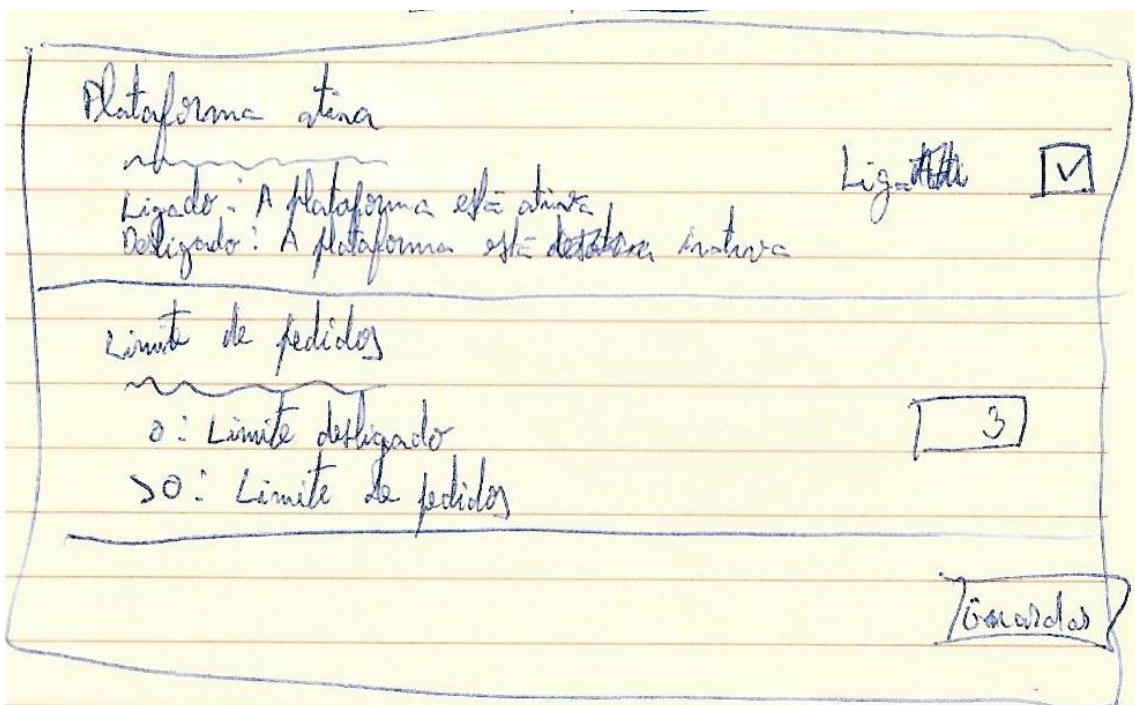 Plataforma ativa
Ligado
Ligado: A plataforma está ativa
Desligado: A plataforma está inativa
Limite de pedidos
0: Limite desligado
3
>0: Limite de pedidos
Guardar